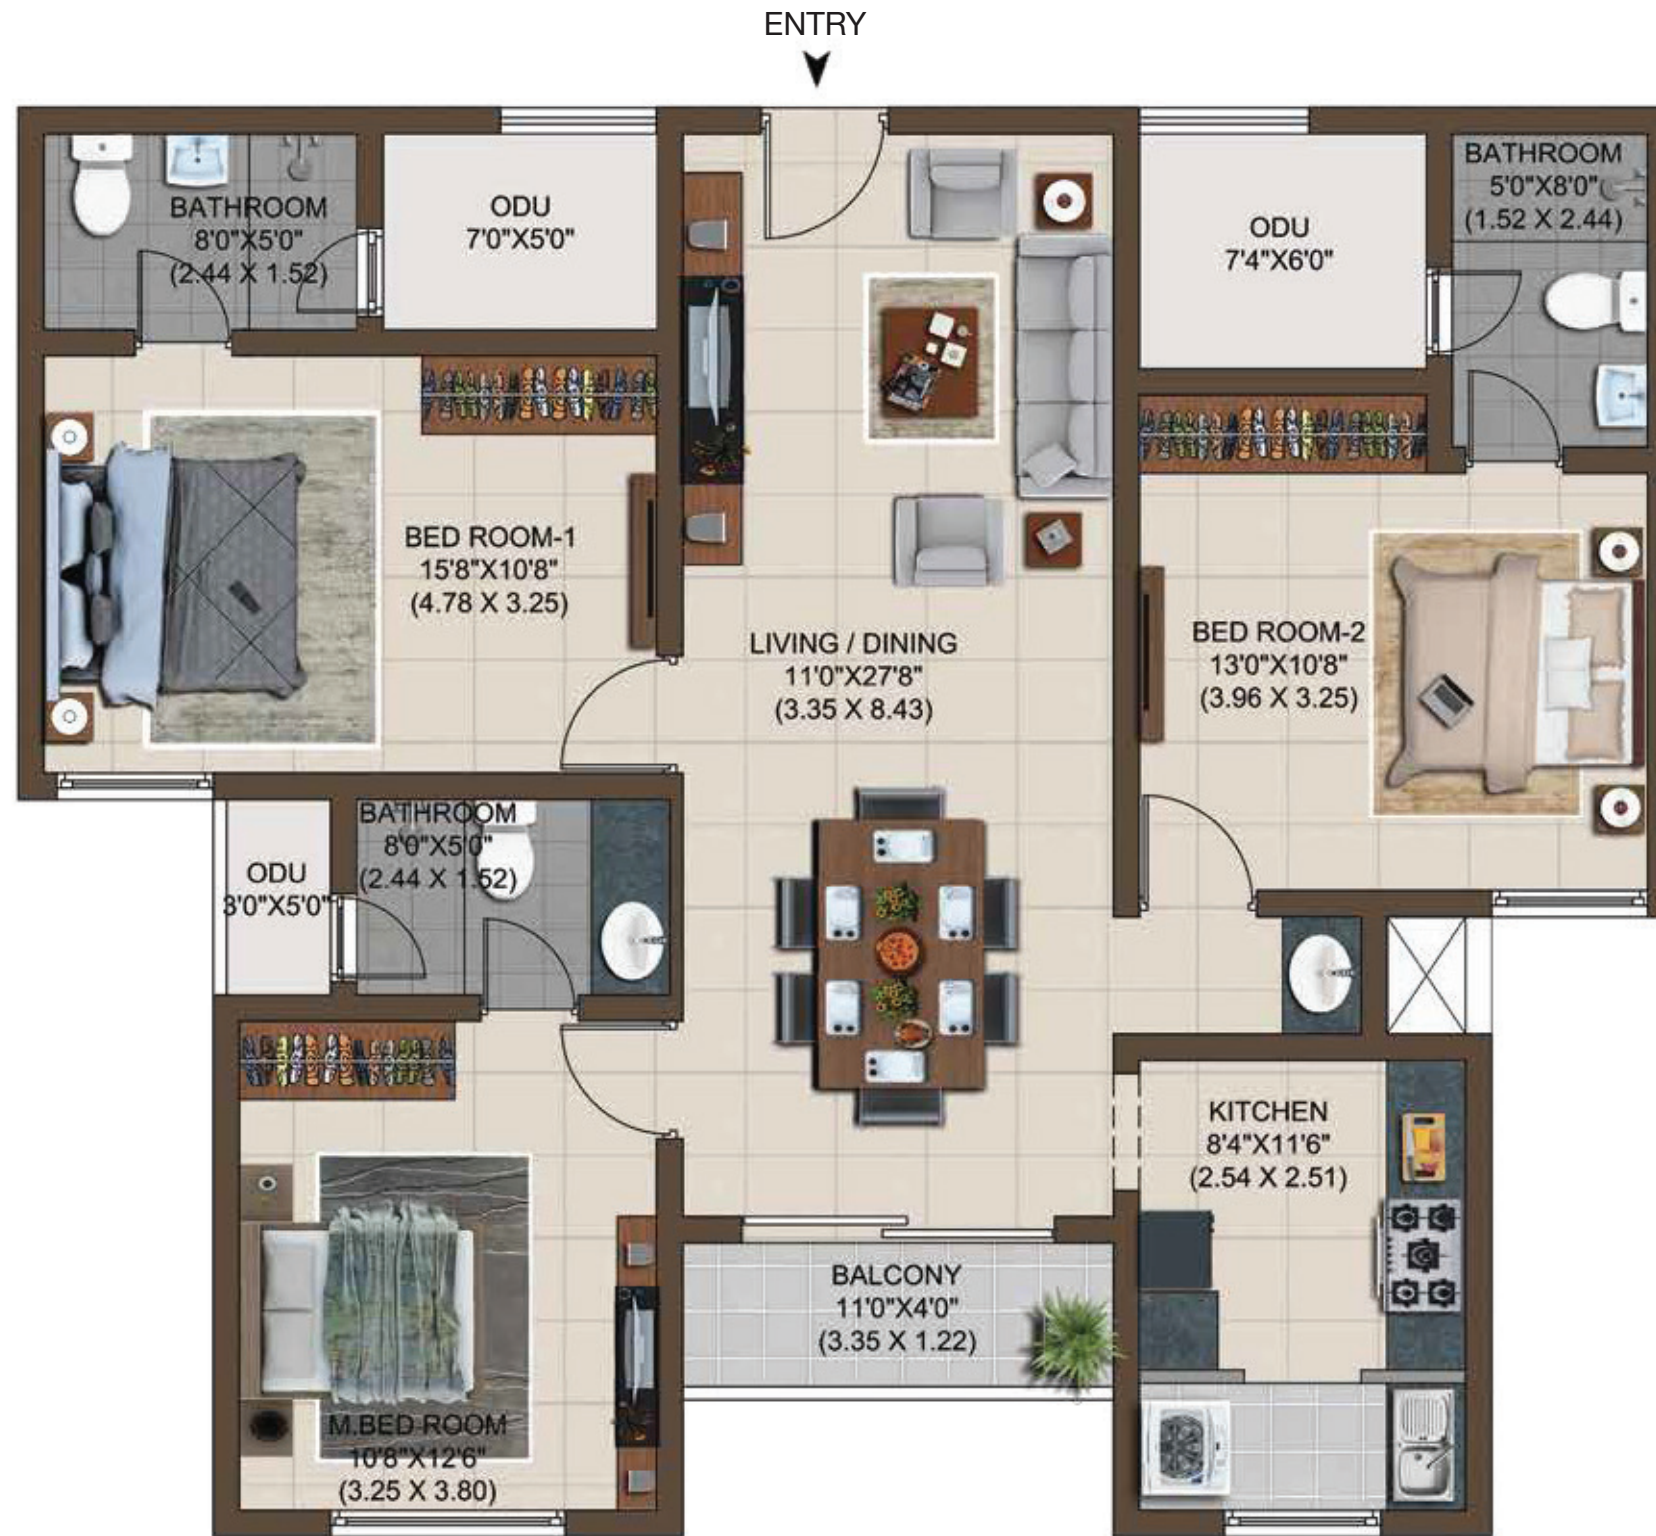 ENTRY
BATHROOM
8'0"X5'0"
(2.44 X 1.52)
ODU
7'0"X5'0"
ODU
7'4"X6'0"
BATHROOM
5'0"X8'0"
(1.52 X 2.44)
BED ROOM-1
15'8"X10'8"
(4.78 X 3.25)
LIVING / DINING
11'0"X27'8"
(3.35 X 8.43)
BED ROOM-2
13'0"X10'8"
(3.96 X 3.25)
BATHROOM
8'0"X5'0"
(2.44 X 1.52)
ODU
3'0"X5'0"
KITCHEN
8'4"X11'6"
(2.54 X 2.51)
BALCONY
11'0"X4'0"
(3.35 X 1.22)
M.BED ROOM
10'8"X12'6"
(3.25 X 3.80)